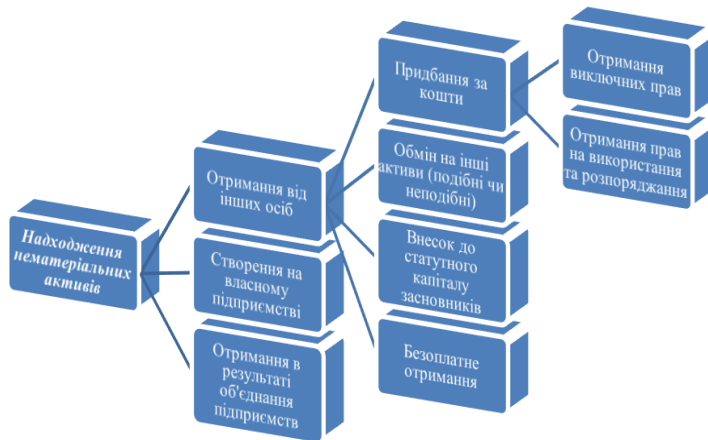 Надходження
нематеріальних
активів
Отримання від
інших осіб
Створення на
власному
підприємстві
Отримання в
результаті
об'єднання
підприємств
Придбання за
кошти
Обмін на інші
активи (подібні чи
неподібні)
Внесок до
статутного
капіталу
засновників
Безоплатне
отримання
Отримання
виключних прав
Отримання прав
на використання
та розпоряджання